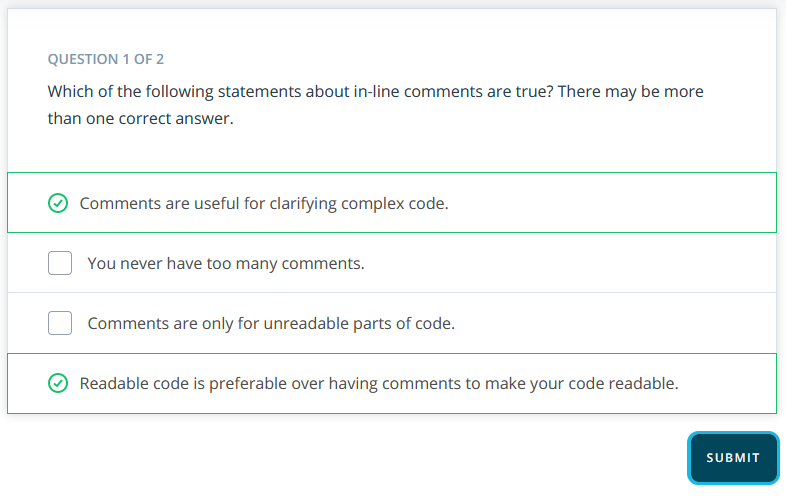 QUESTION 1 OF 2
Which of the following statements about in-line comments are true? There may be more
than one correct answer.
Comments are useful for clarifying complex code.
You never have too many comments.
Comments are only for unreadable parts of code.
Readable code is preferable over having comments to make your code readable.
SUBMIT